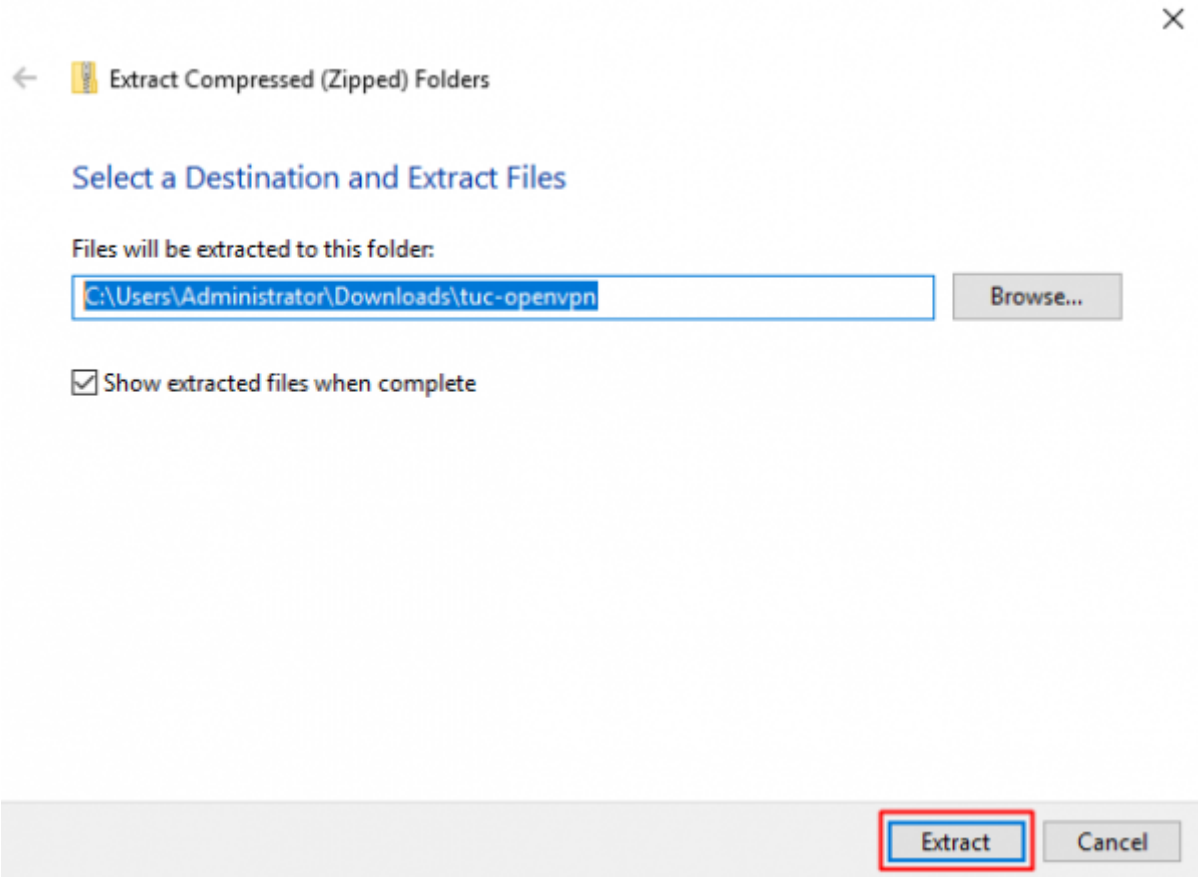 Extract Compressed (Zipped) Folders
Select a Destination and Extract Files
Files will be extracted to this folder:
C:\Users\Administrator\Downloads\tuc-openvpn
Browse...
Show extracted files when complete
Extract
Cancel